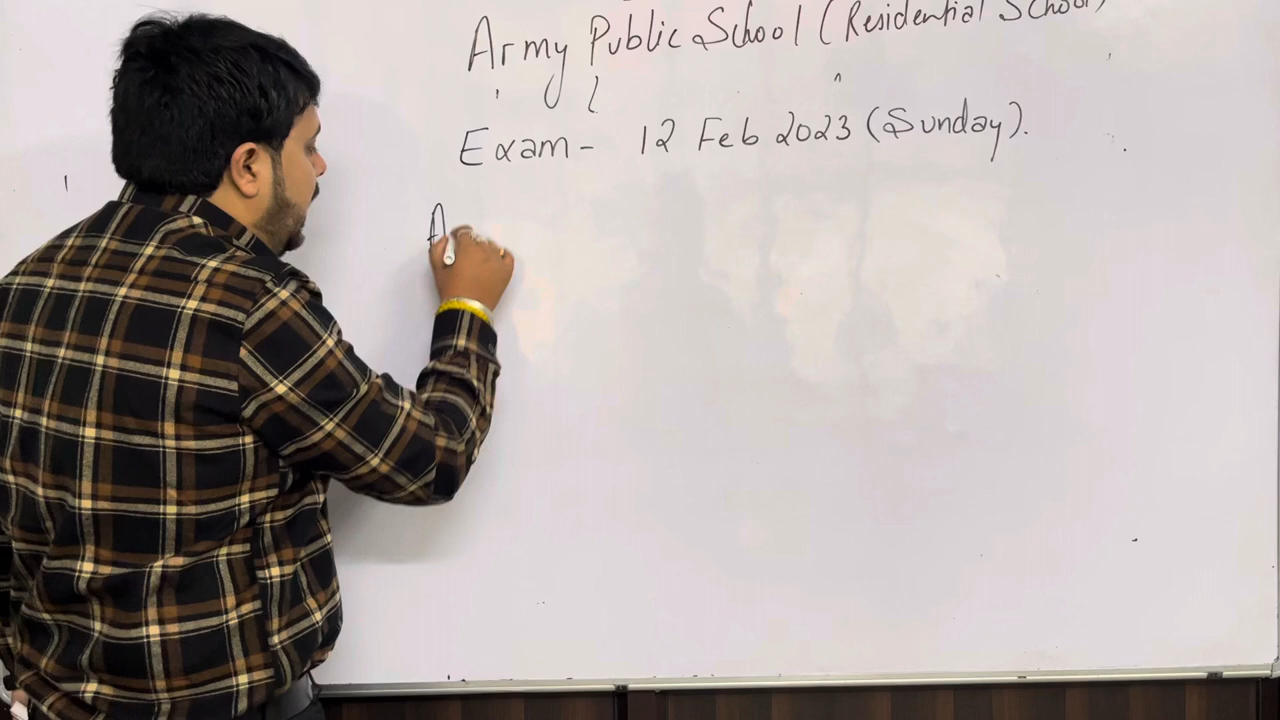 Army Public School (Residential School)
Exam - 12 Feb 2023 (Sunday).
A